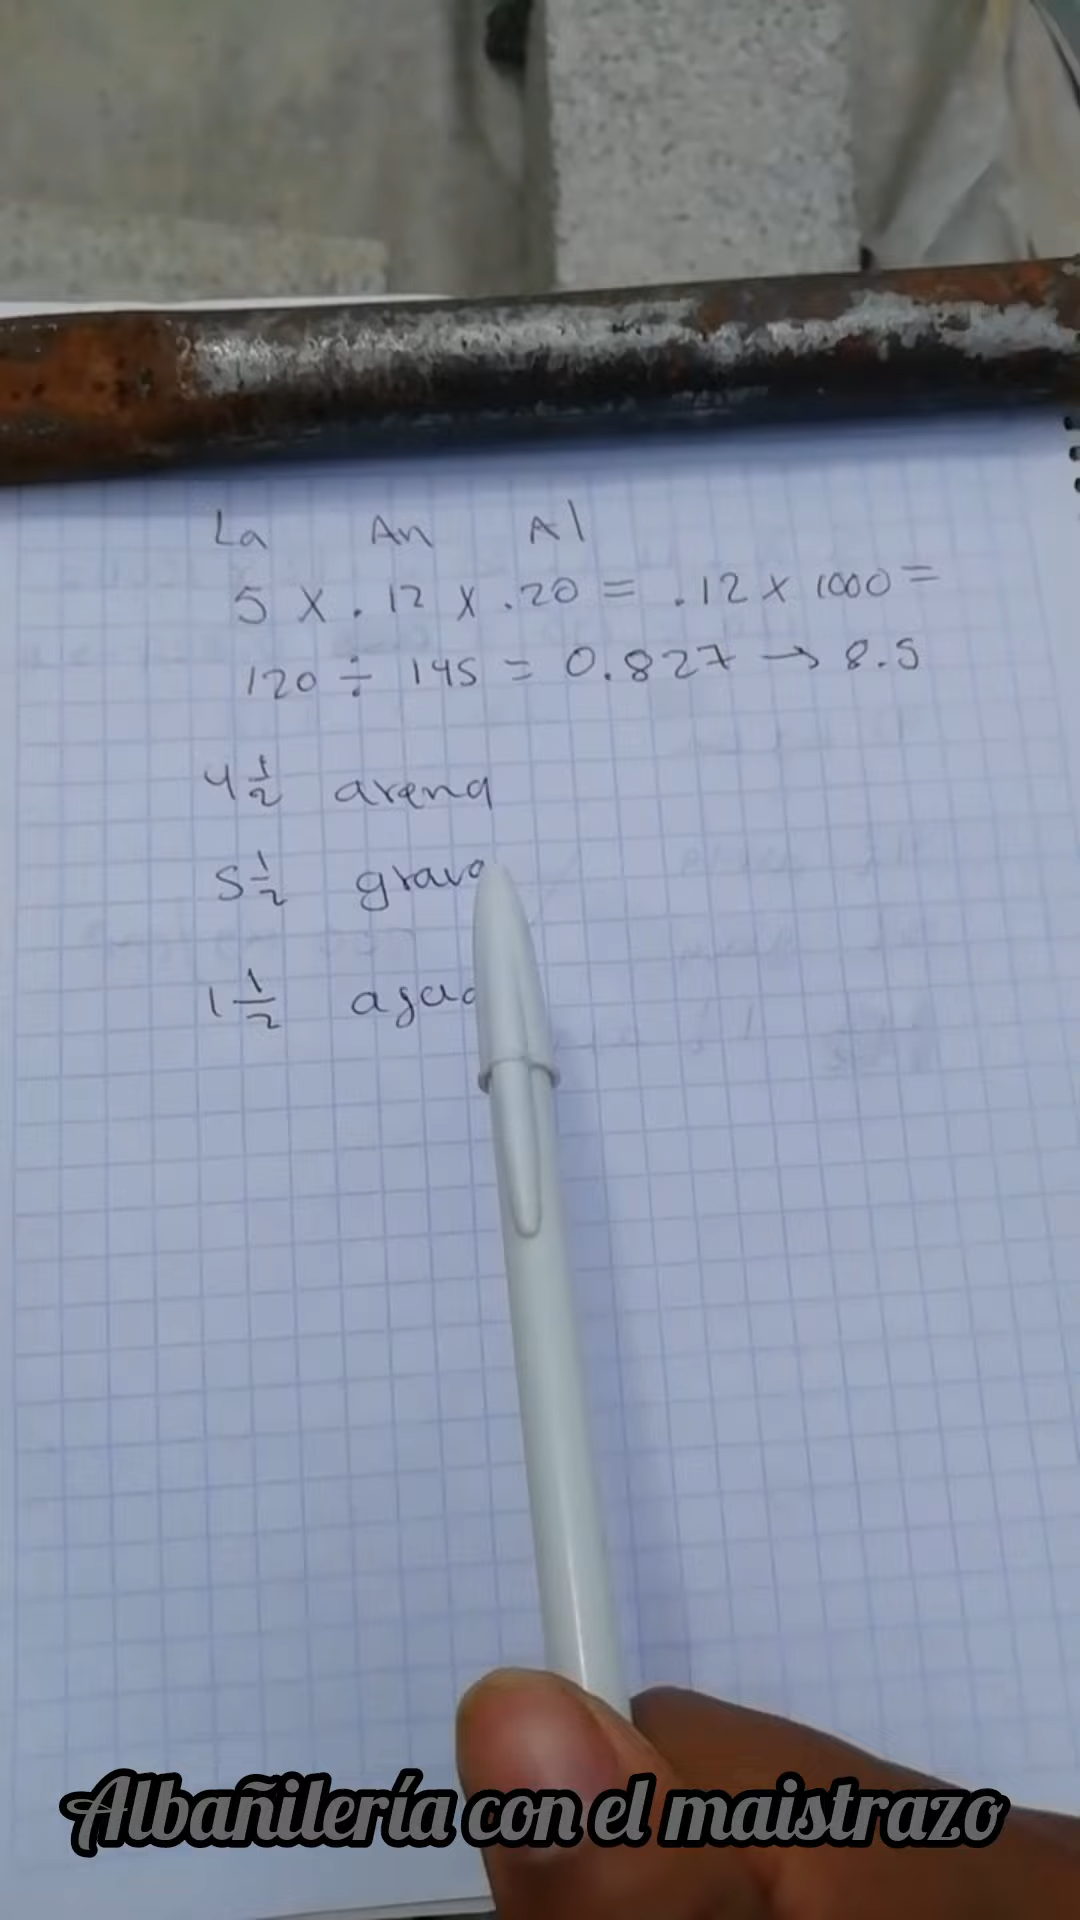 La An Al
5 x .12 x .20 = .12 x 1000 =
120 ÷ 145 = 0.827 → 8.5
4 1/2 arena
5 1/2 grava
1 1/2 agua
Albañilería con el maistrazo